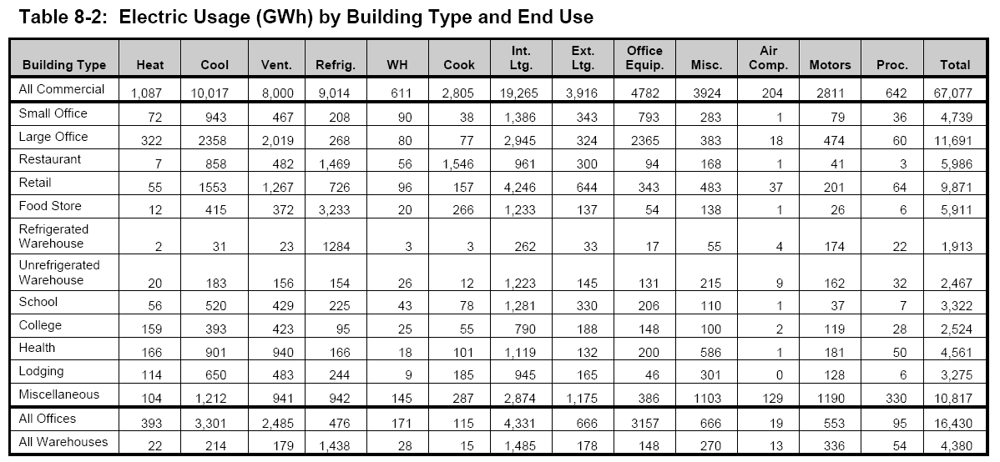 Table 8-2: Electric Usage (GWh) by Building Type and End Use
Building Type Heat Cool Vent. Refrig. WH Cook Int. Ltg. Ext. Ltg. Office Equip. Misc. Air Comp. Motors Proc. Total
All Commercial 1,087 10,017 8,000 9,014 611 2,805 19,265 3,916 4782 3924 204 2811 642 67,077
Small Office 72 943 467 208 90 38 1,386 343 793 283 1 79 36 4,739
Large Office 322 2358 2,019 268 80 77 2,945 324 2365 383 18 474 60 11,691
Restaurant 7 858 482 1,469 56 1,546 961 300 94 168 1 41 3 5,986
Retail 55 1553 1,267 726 96 157 4,246 644 343 483 37 201 64 9,871
Food Store 12 415 372 3,233 20 266 1,233 137 54 138 1 26 6 5,911
Refrigerated Warehouse 2 31 23 1284 3 3 262 33 17 55 4 174 22 1,913
Unrefrigerated Warehouse 20 183 156 154 26 12 1,223 145 131 215 9 162 32 2,467
School 56 520 429 225 43 78 1,281 330 206 110 1 37 7 3,322
College 159 393 423 95 25 55 790 188 148 100 2 119 28 2,524
Health 166 901 940 166 18 101 1,119 132 200 586 1 181 50 4,561
Lodging 114 650 483 244 9 185 945 165 46 301 0 128 6 3,275
Miscellaneous 104 1,212 941 942 145 287 2,874 1,175 386 1103 129 1190 330 10,817
All Offices 393 3,301 2,485 476 171 115 4,331 666 3157 666 19 553 95 16,430
All Warehouses 22 214 179 1,438 28 15 1,485 178 148 270 13 336 54 4,380